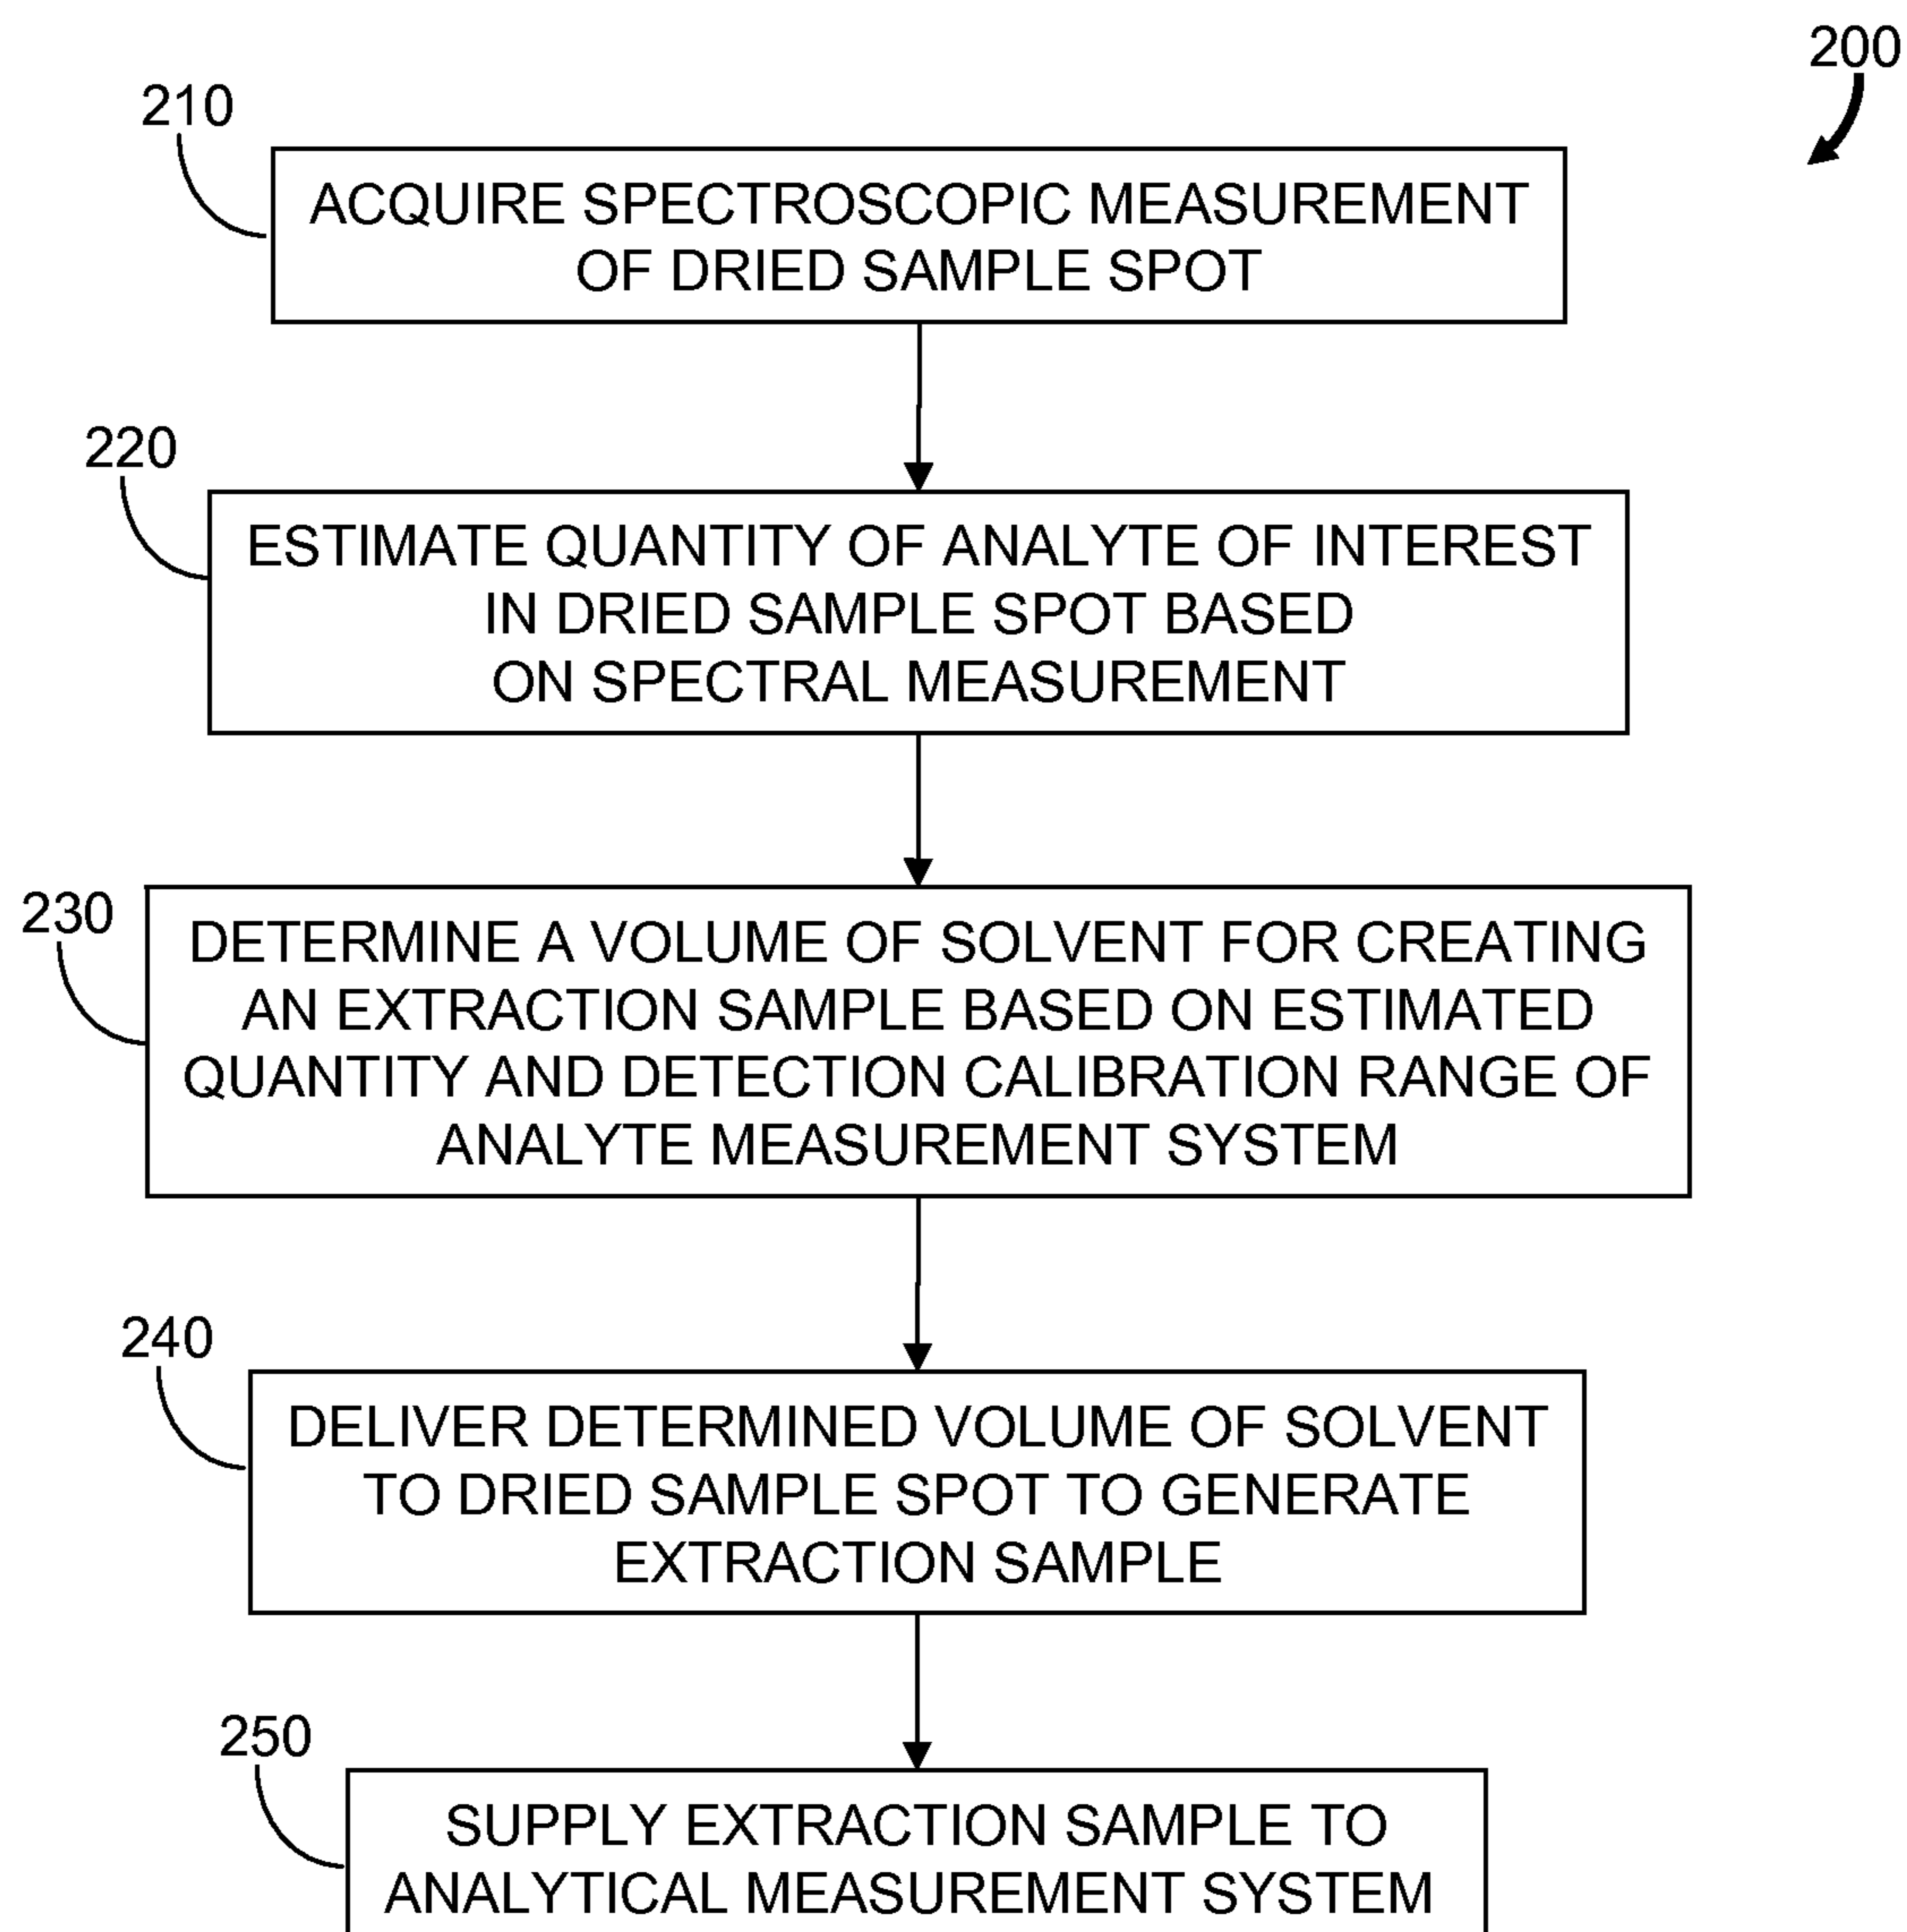 200
210
ACQUIRE SPECTROSCOPIC MEASUREMENT
OF DRIED SAMPLE SPOT
220
ESTIMATE QUANTITY OF ANALYTE OF INTEREST
IN DRIED SAMPLE SPOT BASED
ON SPECTRAL MEASUREMENT
230
DETERMINE A VOLUME OF SOLVENT FOR CREATING
AN EXTRACTION SAMPLE BASED ON ESTIMATED
QUANTITY AND DETECTION CALIBRATION RANGE OF
ANALYTE MEASUREMENT SYSTEM
240
DELIVER DETERMINED VOLUME OF SOLVENT
TO DRIED SAMPLE SPOT TO GENERATE
EXTRACTION SAMPLE
250
SUPPLY EXTRACTION SAMPLE TO
ANALYTICAL MEASUREMENT SYSTEM